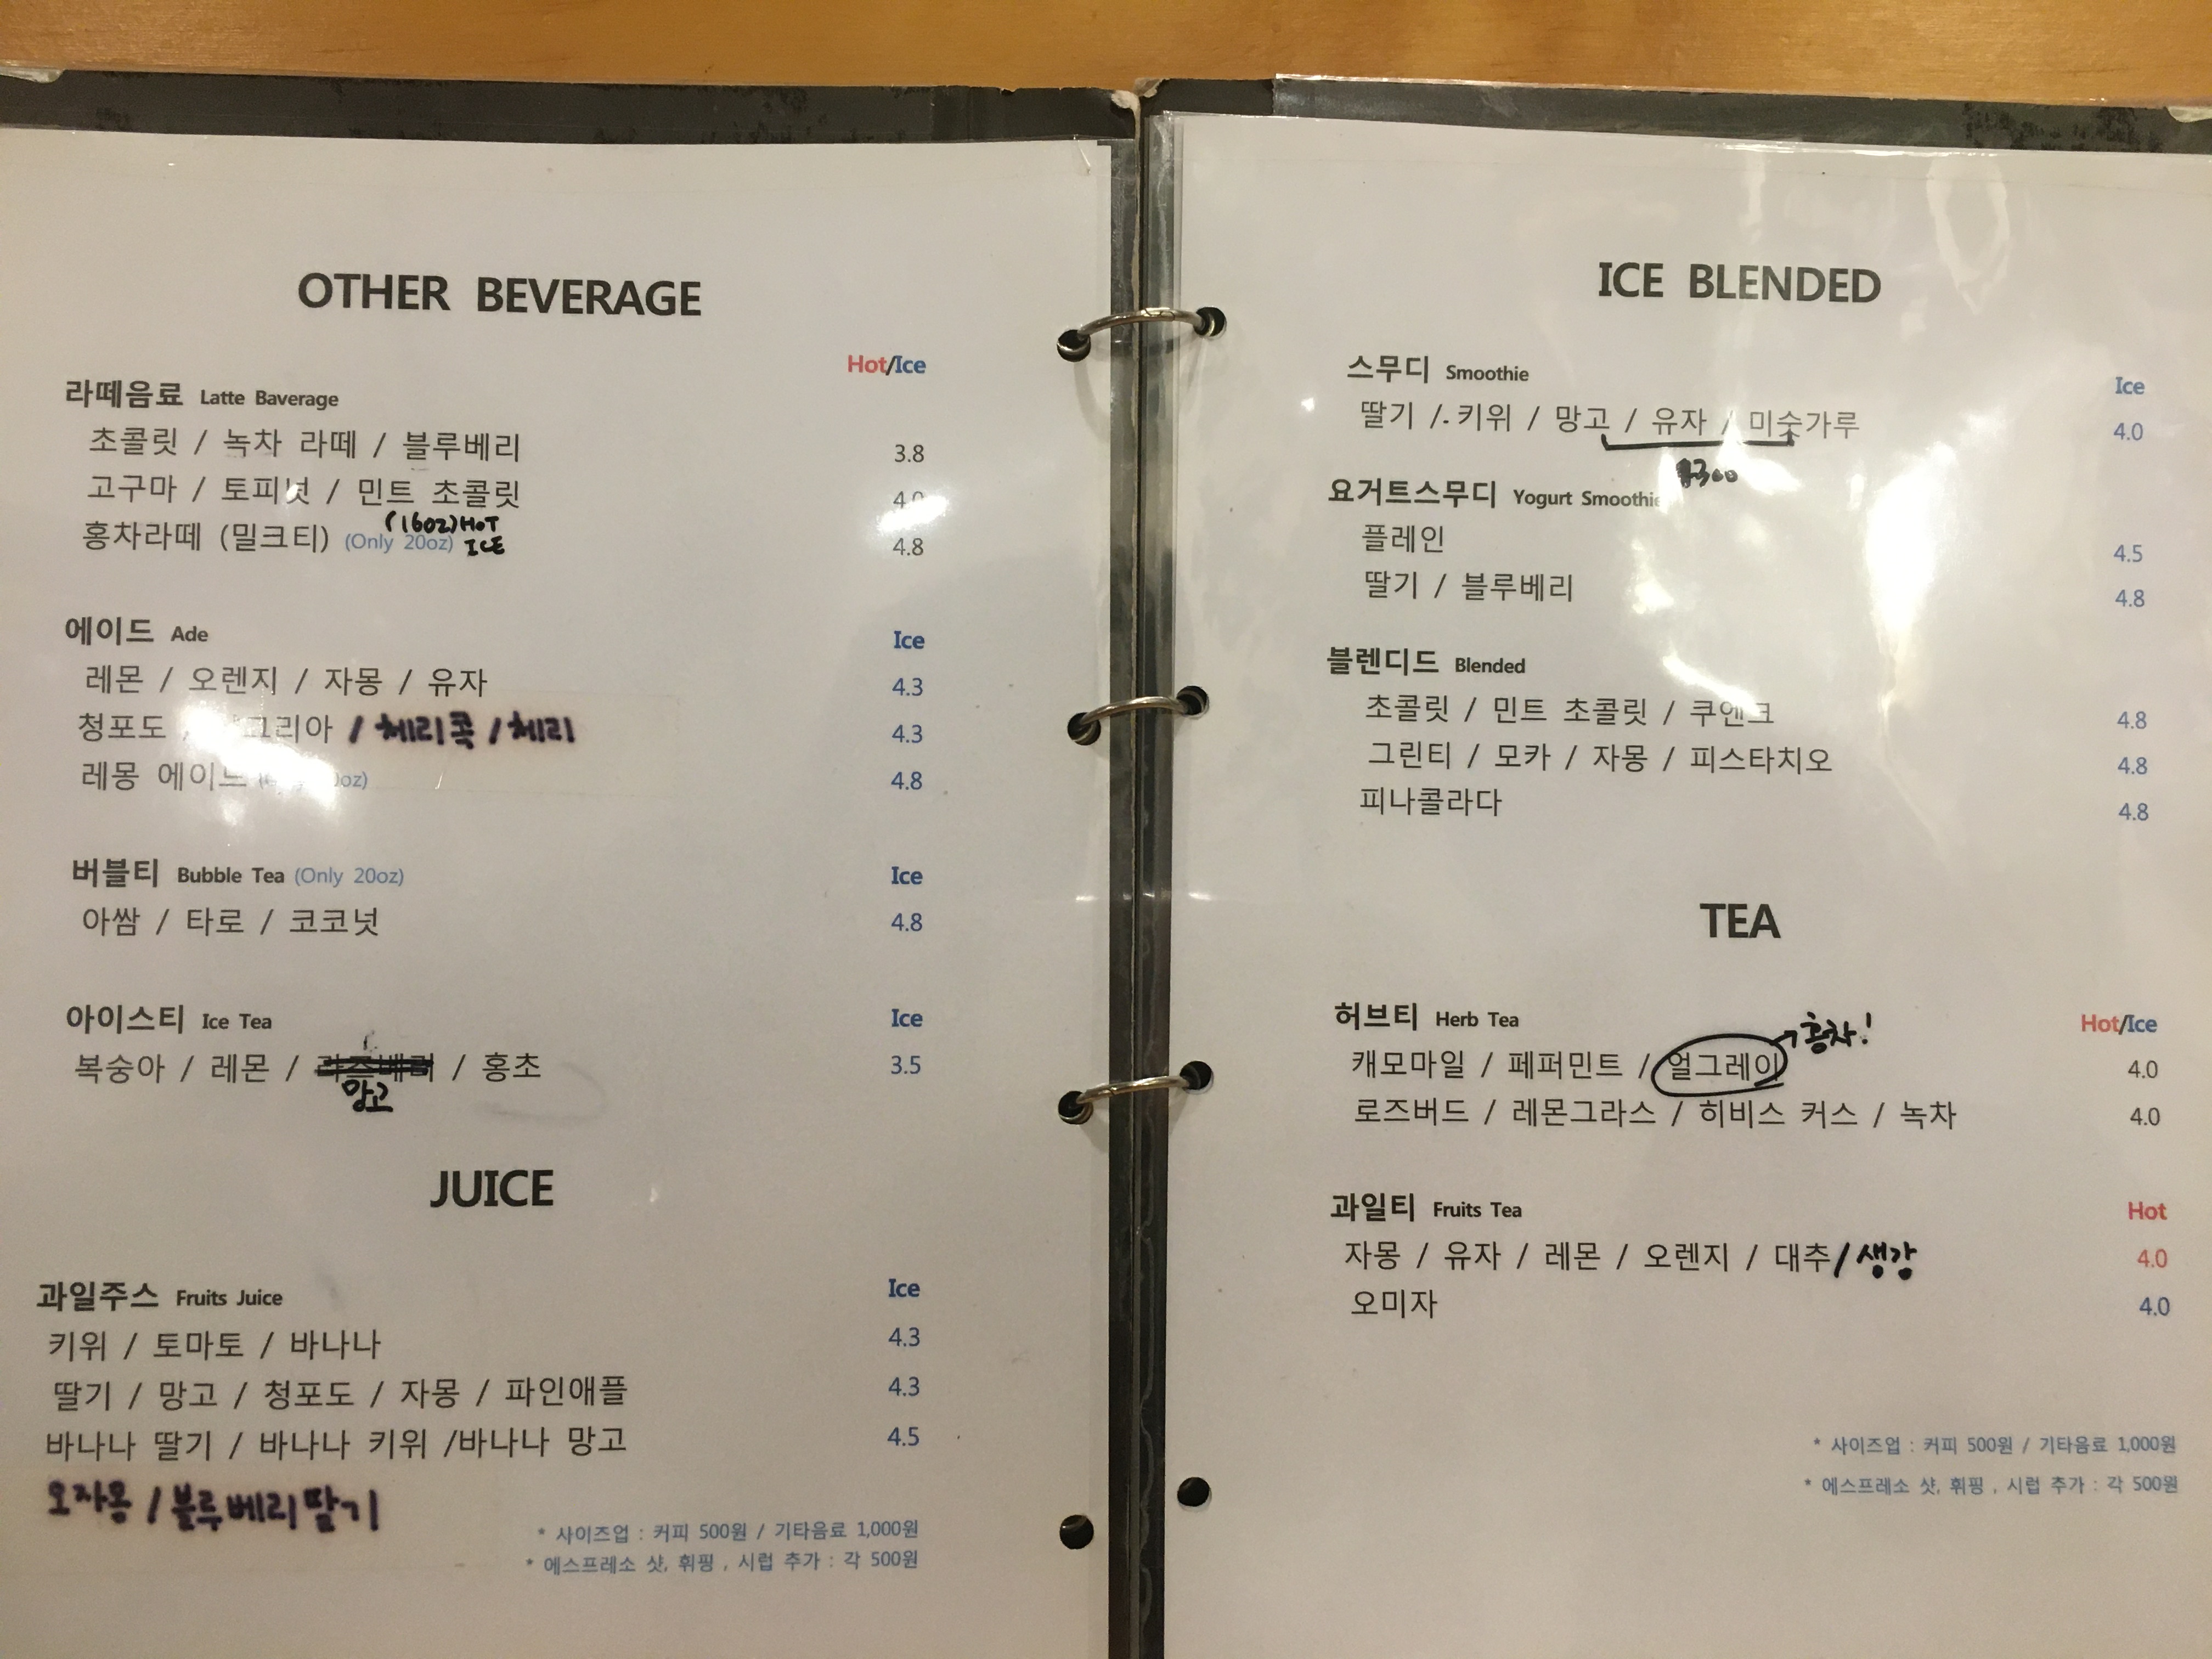 OTHER BEVERAGE
Hot/Ice
라떼음료 Latte Baverage
초콜릿 / 녹차 라떼 / 블루베리 3.8
고구마 / 토피넛 / 민트 초콜릿 4.0
(16oz) HOT
홍차라떼 (밀크티) (Only 20oz) ICE 4.8
에이드 Ade Ice
레몬 / 오렌지 / 자몽 / 유자 4.3
청포도 / 그리아 / 체리콕 / 체리 4.3
레몽 에이드 4.8
버블티 Bubble Tea (Only 20oz) Ice
아쌈 / 타로 / 코코넛 4.8
아이스티 Ice Tea Ice
복숭아 / 레몬 / 라즈베리 / 홍초 3.5
망고
JUICE
과일주스 Fruits Juice Ice
키위 / 토마토 / 바나나 4.3
딸기 / 망고 / 청포도 / 자몽 / 파인애플 4.3
바나나 딸기 / 바나나 키위 /바나나 망고 4.5
오자몽 / 블루베리딸기
* 사이즈업 : 커피 500원 / 기타음료 1,000원
* 에스프레소 샷, 휘핑 , 시럽 추가 : 각 500원
ICE BLENDED
스무디 Smoothie Ice
딸기 / 키위 / 망고 / 유자 / 미숫가루 4.0
요거트스무디 Yogurt Smoothie
플레인 4.5
딸기 / 블루베리 4.8
블렌디드 Blended
초콜릿 / 민트 초콜릿 / 쿠앤크 4.8
그린티 / 모카 / 자몽 / 피스타치오 4.8
피나콜라다 4.8
TEA
허브티 Herb Tea 홍차! Hot/Ice
캐모마일 / 페퍼민트 / 얼그레이 4.0
로즈버드 / 레몬그라스 / 히비스 커스 / 녹차 4.0
과일티 Fruits Tea Hot
자몽 / 유자 / 레몬 / 오렌지 / 대추 / 생강 4.0
오미자 4.0
* 사이즈업 : 커피 500원 / 기타음료 1,000원
* 에스프레소 샷, 휘핑 , 시럽 추가 : 각 500원